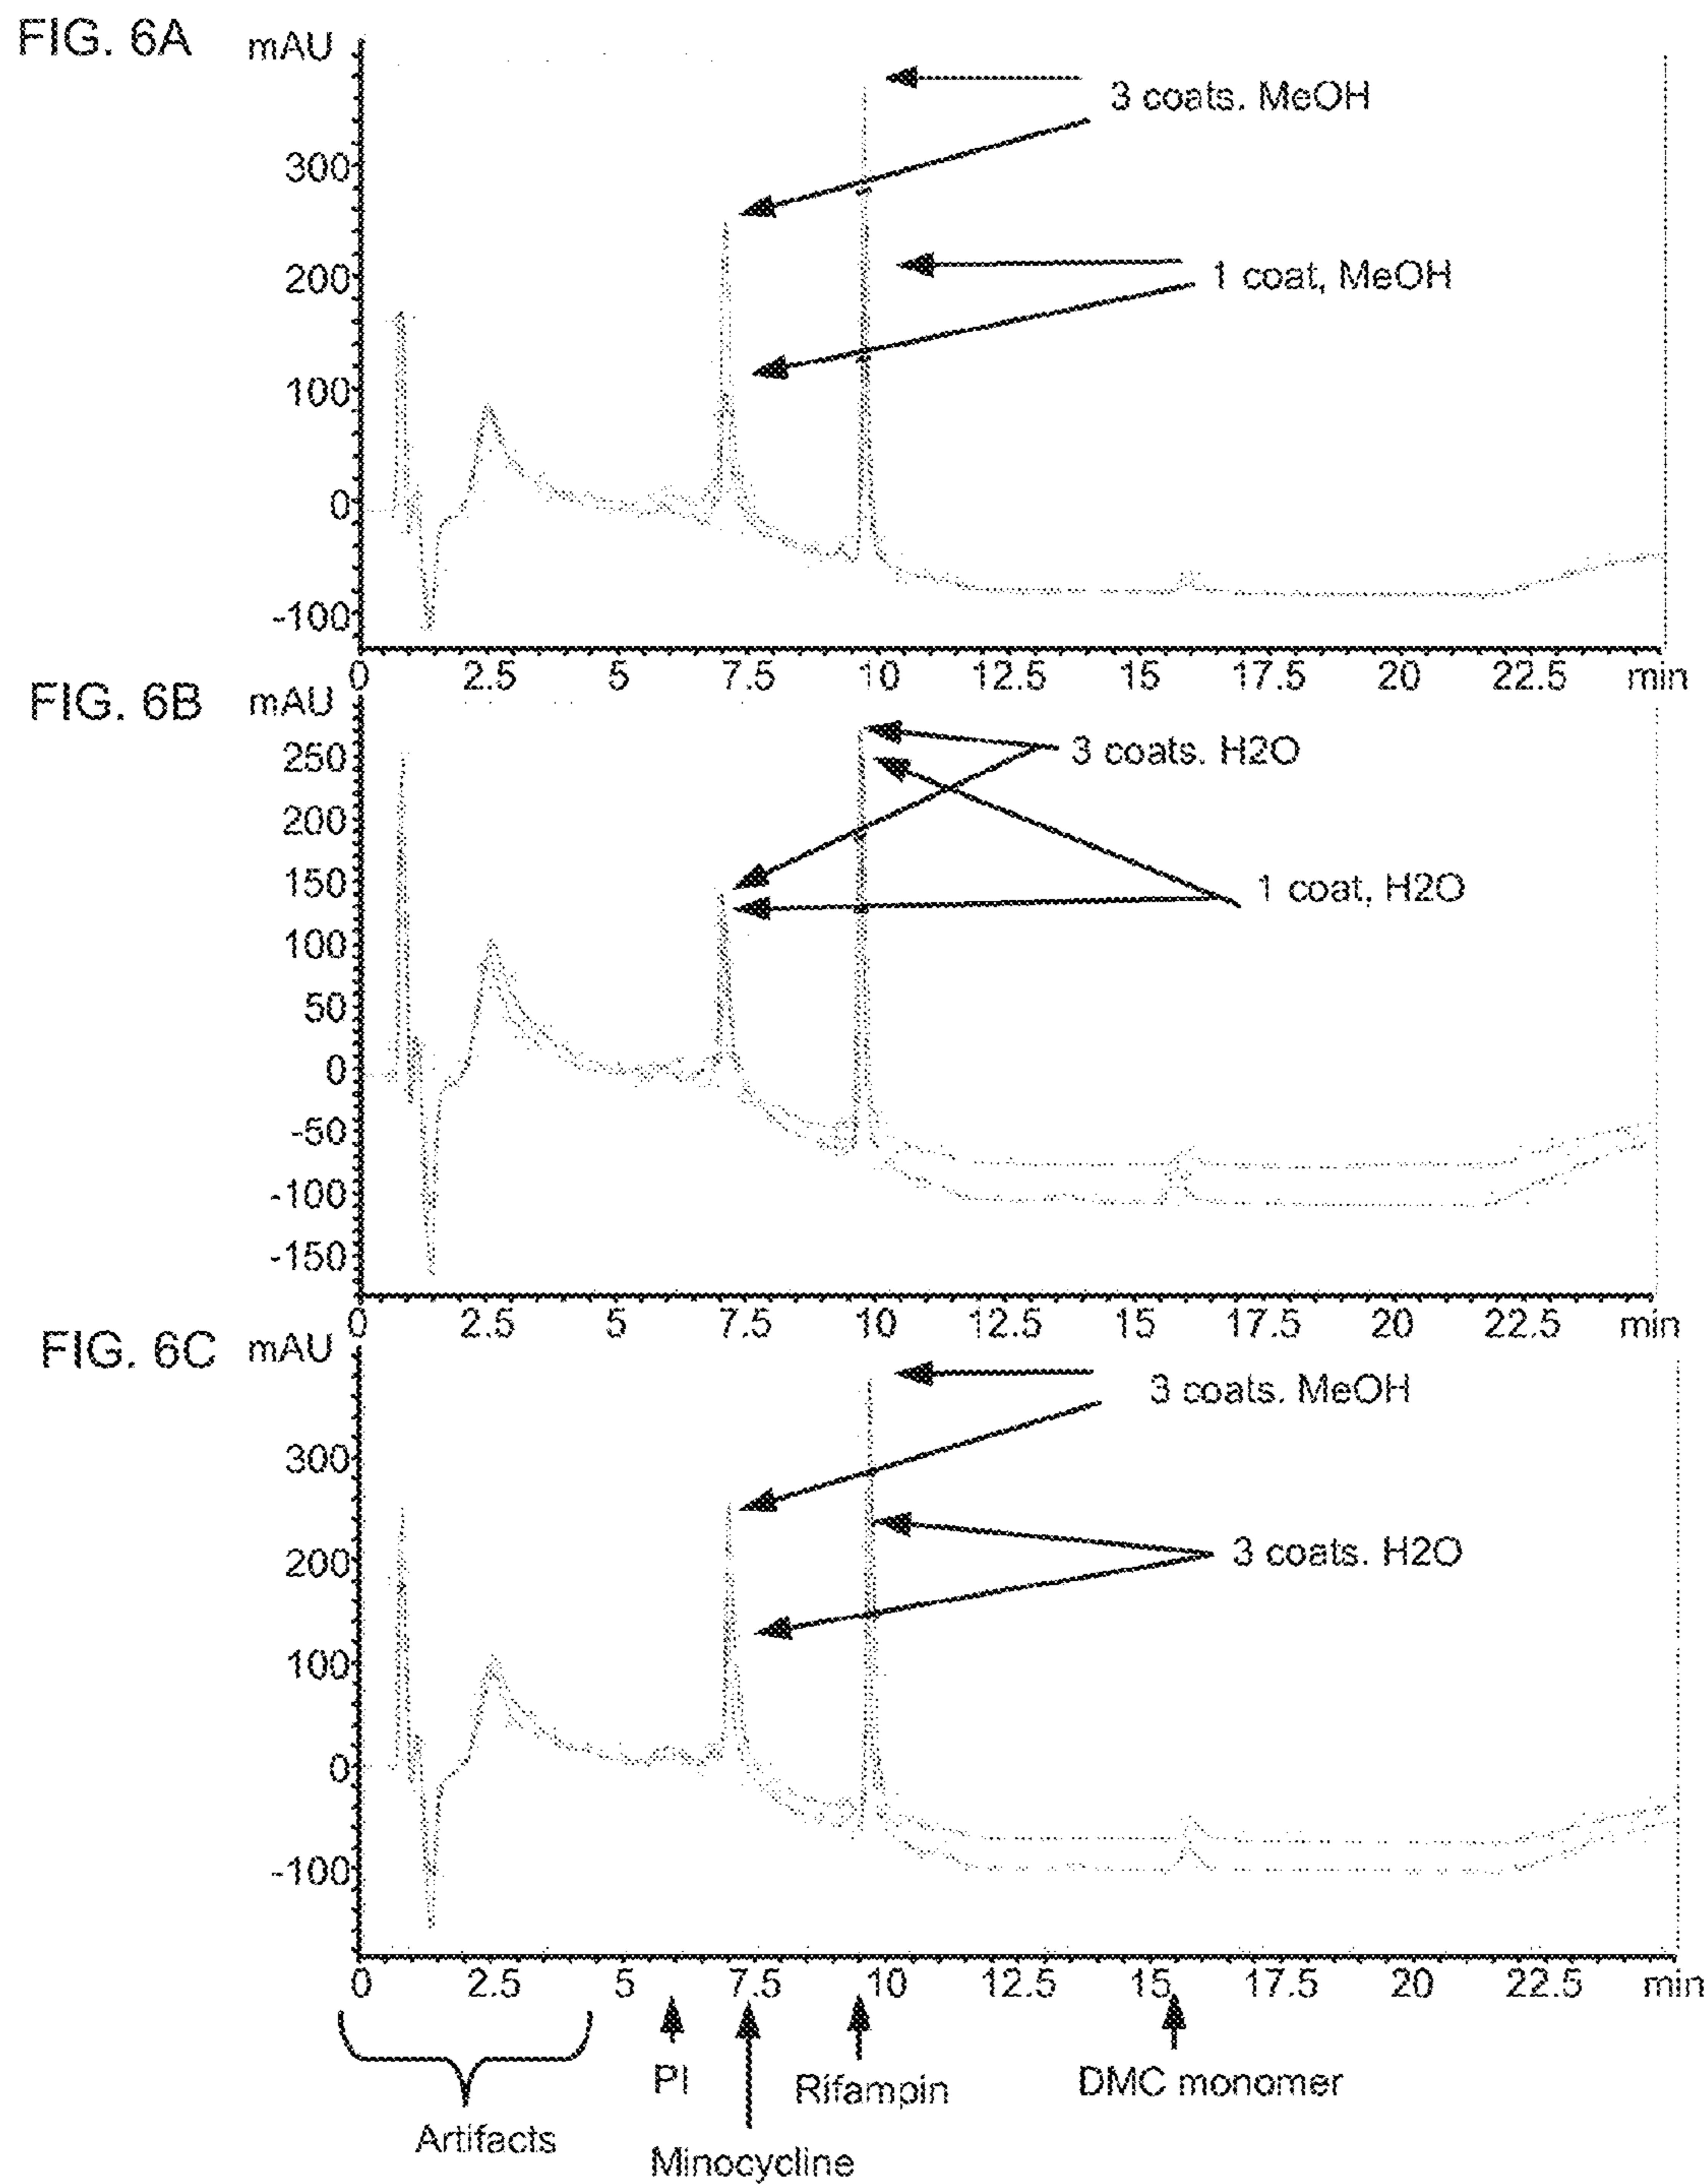 FIG. 6A mAU
3 coats. MeOH
300
200
1 coat, MeOH
100
0
-100
0 2.5 5 7.5 10 12.5 15 17.5 20 22.5 min
FIG. 6B mAU
250
3 coats. H2O
200
150
1 coat, H2O
100
50
0
-50
-100
-150
0 2.5 5 7.5 10 12.5 15 17.5 20 22.5 min
FIG. 6C mAU
3 coats. MeOH
300
200
3 coats. H2O
100
0
-100
0 2.5 5 7.5 10 12.5 15 17.5 20 22.5 min
PI
Rifampin
DMC monomer
Artifacts
Minocycline